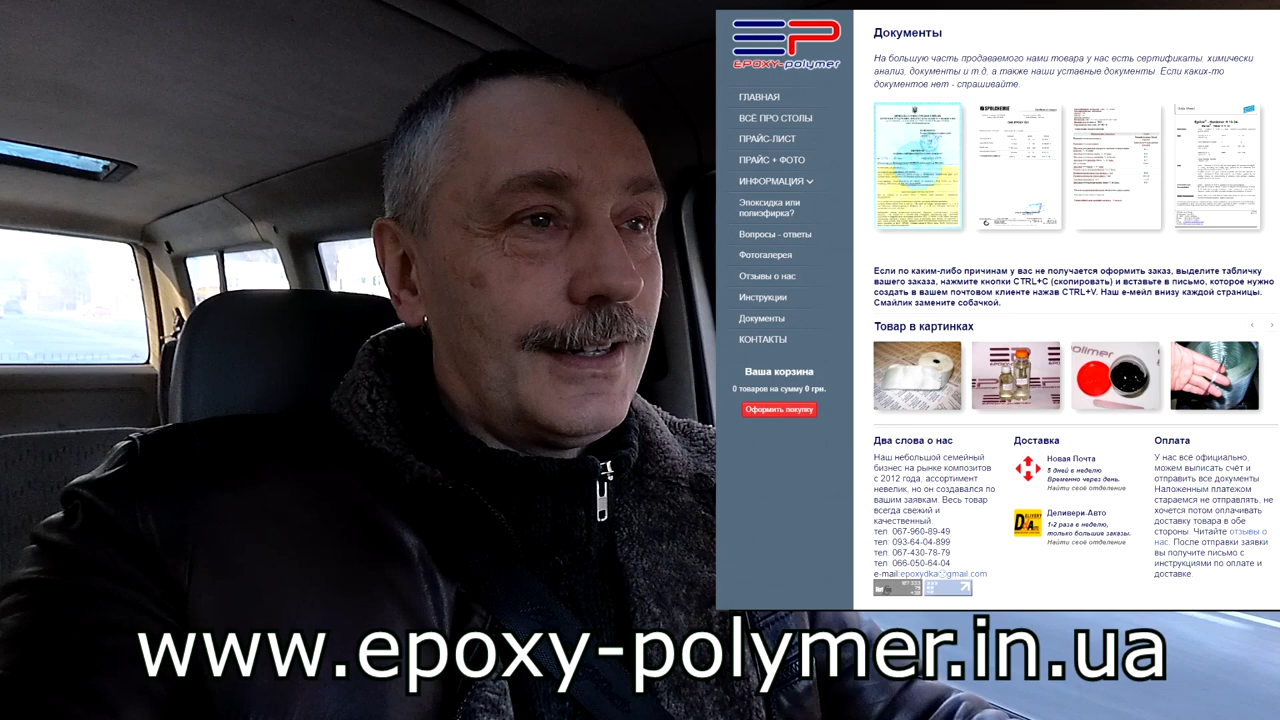 EPOXY-polymer
ГЛАВНАЯ
ВСЁ ПРО СТОЛЫ
ПРАЙС-ЛИСТ
ПРАЙС + ФОТО
ИНФОРМАЦИЯ
Эпоксидка или
полиэфирка?
Вопросы - ответы
Фотогалерея
Отзывы о нас
Инструкции
Документы
КОНТАКТЫ
Ваша корзина
0 товаров на сумму 0 грн.
Оформить покупку
Документы
На большую часть продаваемого нами товара у нас есть сертификаты, химически
анализ, документы и т.д, а также наши уставные документы. Если каких-то
документов нет - спрашивайте.
SPOLCHEMIE
Если по каким-либо причинам у вас не получается оформить заказ, выделите табличку
вашего заказа, нажмите кнопки CTRL+C (скопировать) и вставьте в письмо, которое нужно
создать в вашем почтовом клиенте нажав CTRL+V. Наш е-мейл внизу каждой страницы.
Смайлик замените собачкой.
Товар в картинках
Два слова о нас
Наш небольшой семейный
бизнес на рынке композитов
с 2012 года, ассортимент
невелик, но он создавался по
вашим заявкам. Весь товар
всегда свежий и
качественный.
тел. 067-960-89-49
тел. 093-64-04-899
тел. 067-430-78-79
тел. 066-050-64-04
e-mail:epoxydka☺gmail.com
Доставка
Новая Почта
5 дней в неделю
Временно через день.
Найти своё отделение
Деливери-Авто
1-2 раза в неделю,
только большие заказы.
Найти своё отделение
Оплата
У нас всё официально,
можем выписать счёт и
отправить все документы.
Наложенным платежом
стараемся не отправлять, не
хочется потом оплачивать
доставку товара в обе
стороны. Читайте отзывы о
нас. После отправки заявки
вы получите письмо с
инструкциями по оплате и
доставке.
www.epoxy-polymer.in.ua